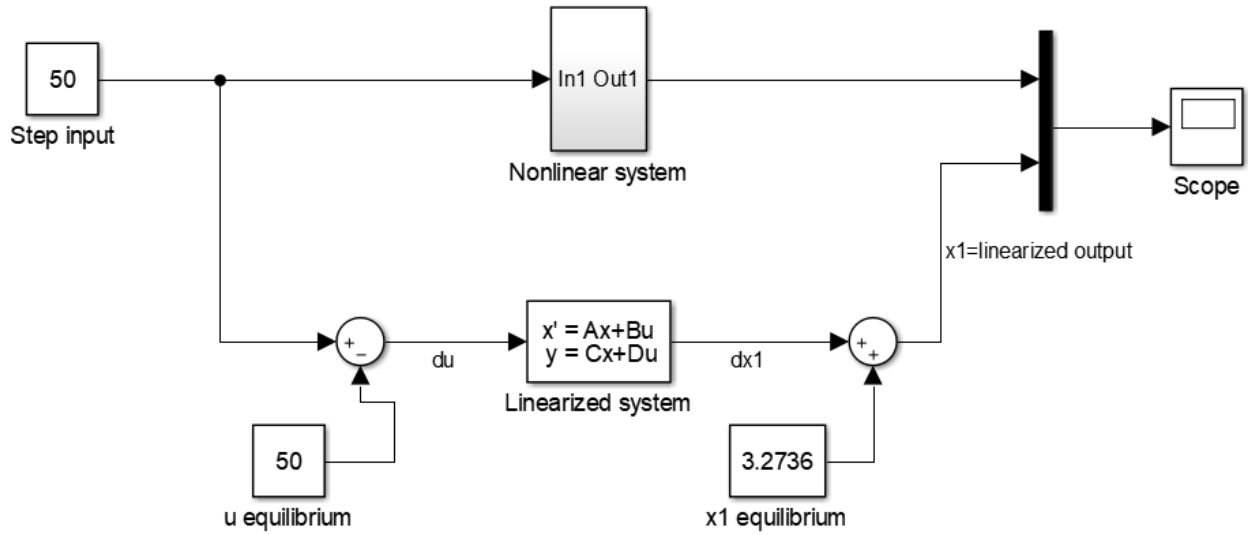 50
Step input
In1 Out1
Nonlinear system
Scope
x1=linearized output
+
−
du
x' = Ax+Bu
y = Cx+Du
Linearized system
dx1
+
+
50
u equilibrium
3.2736
x1 equilibrium